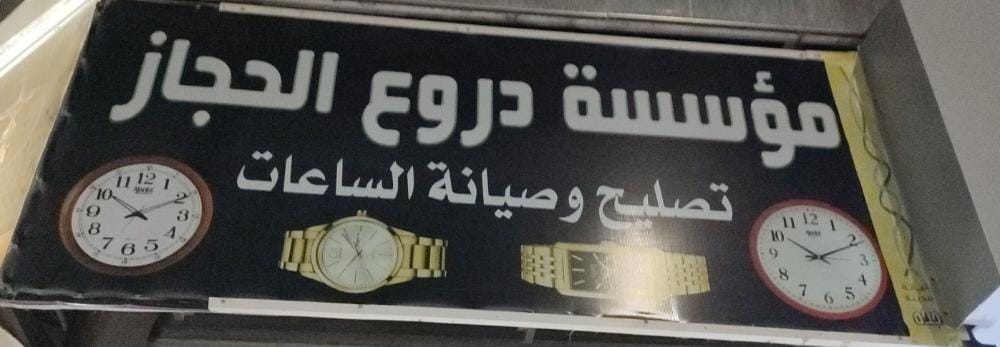 مؤسسة دروع الحجاز
تصليح وصيانة الساعات